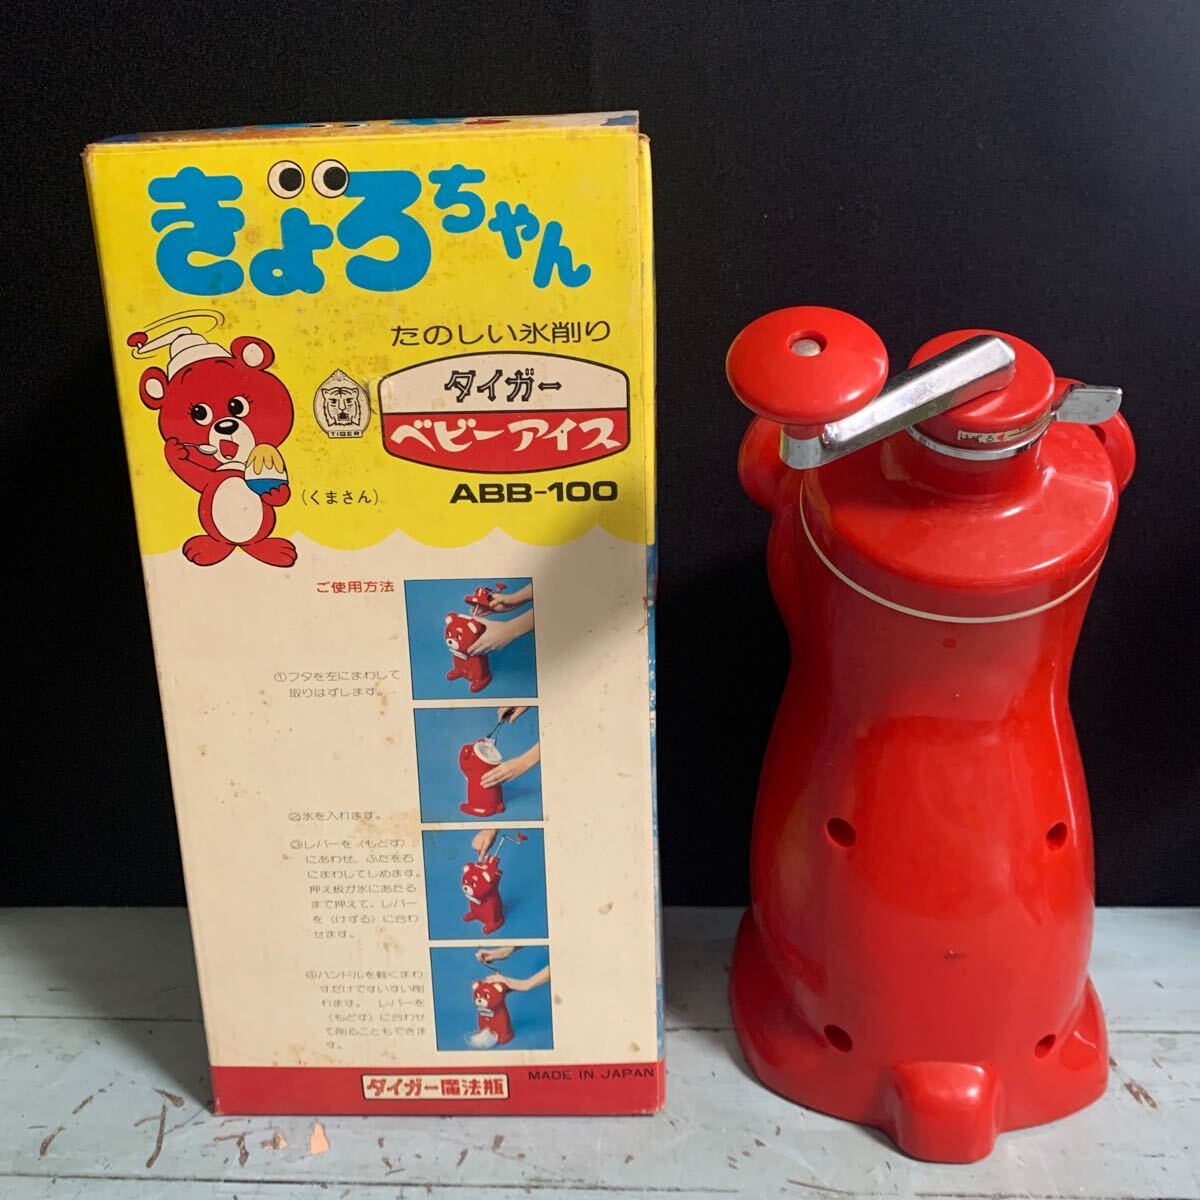 きょろちゃん
たのしい氷削り
タイガー
ベビーアイス
TIGER
(くまさん)
ABB-100
ご使用方法
①フタを左にまわして
取りはずします。
②氷を入れます。
③レバーを〈もどす〉
にあわせ、ふたを右
にまわしてしめます。
押え板が氷にあたる
まで押えて、レバー
を〈けずる〉に合わ
せます。
④ハンドルを軽くまわ
すだけですいすい削
れます。 レバーを
〈もどす〉に合わせ
て削ることもできま
す。
タイガー魔法瓶
MADE IN JAPAN
けずる